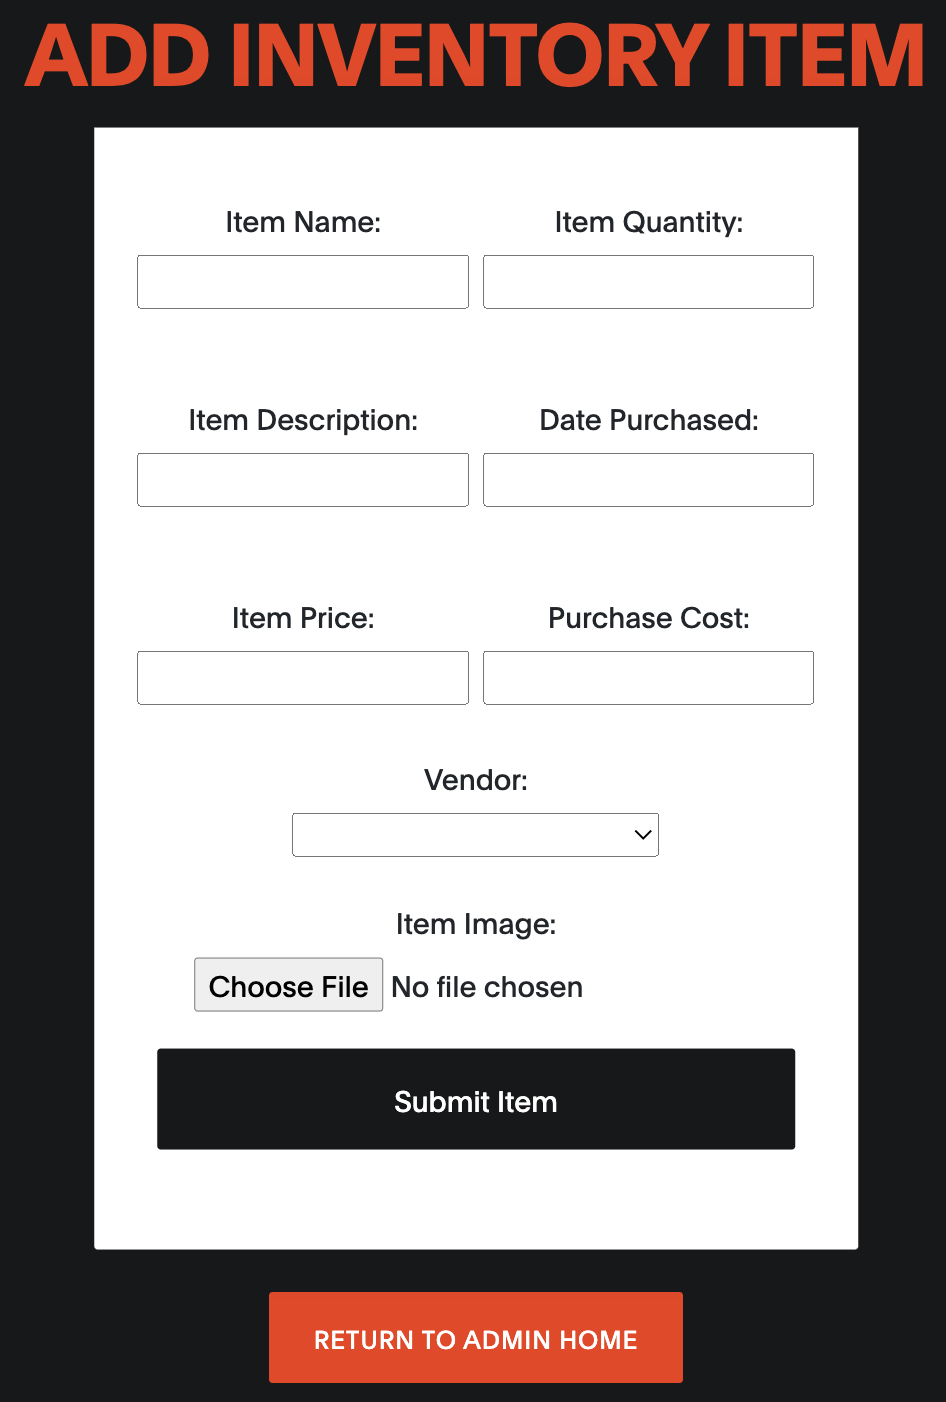 ADD INVENTORY ITEM
Item Name:
Item Quantity:
Item Description:
Date Purchased:
Item Price:
Purchase Cost:
Vendor:
Item Image:
Choose File No file chosen
Submit Item
RETURN TO ADMIN HOME